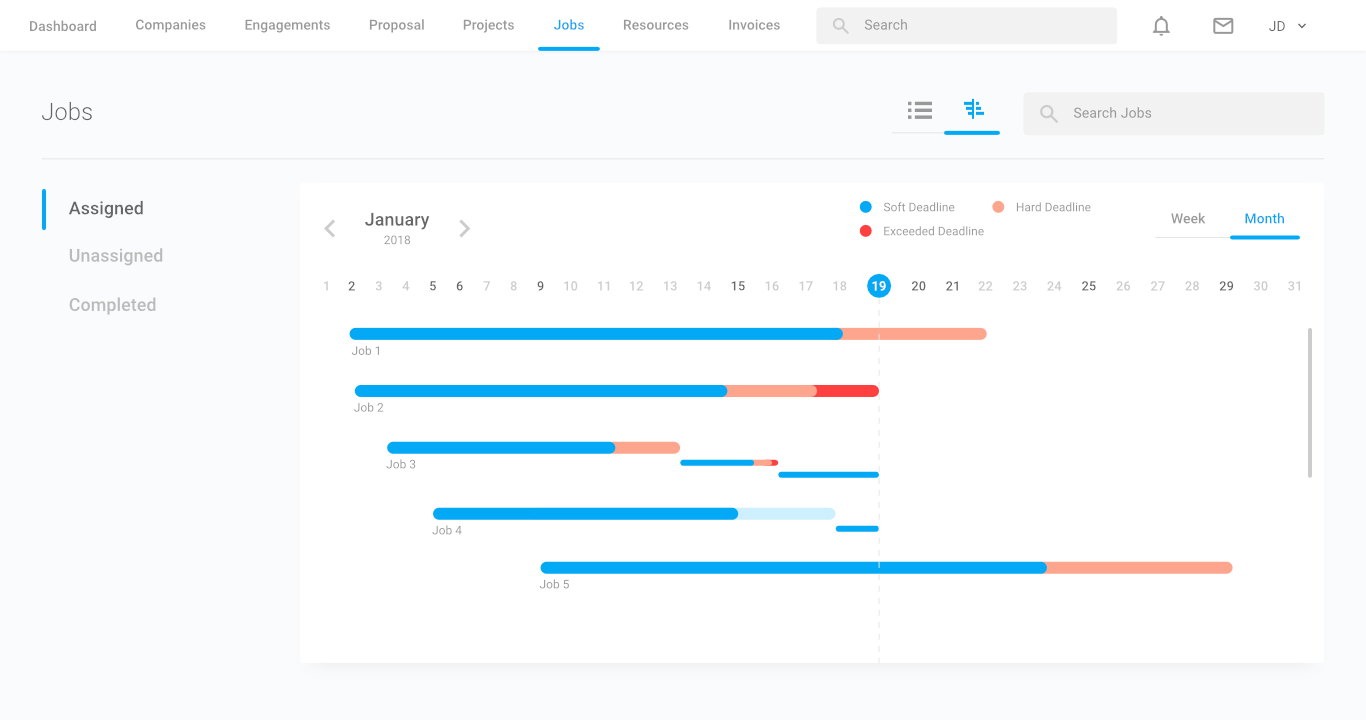 Dashboard Companies Engagements Proposal Projects Jobs Resources Invoices Search JD
Jobs Search Jobs
Assigned
Unassigned
Completed
January
2018
Soft Deadline Hard Deadline
Exceeded Deadline
Week Month
1 2 3 4 5 6 7 8 9 10 11 12 13 14 15 16 17 18 19 20 21 22 23 24 25 26 27 28 29 30 31
Job 1
Job 2
Job 3
Job 4
Job 5